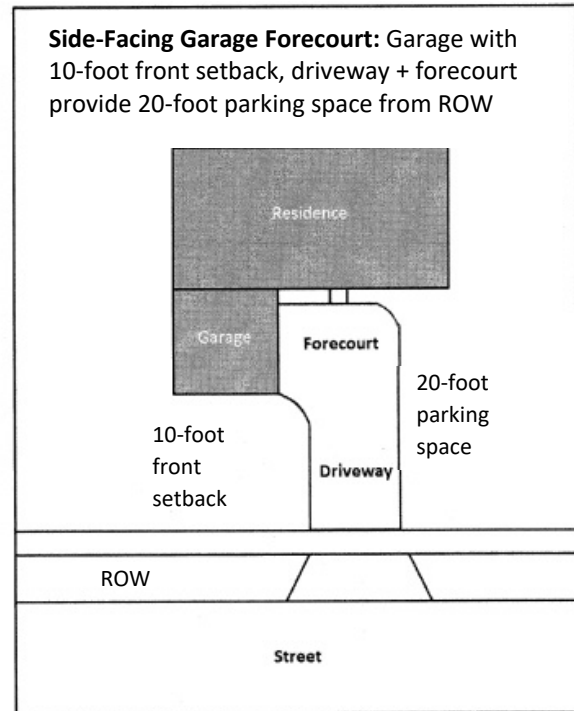 Side-Facing Garage Forecourt: Garage with
10-foot front setback, driveway + forecourt
provide 20-foot parking space from ROW
Residence
Garage
Forecourt
20-foot
parking
space
10-foot
front
setback
Driveway
ROW
Street